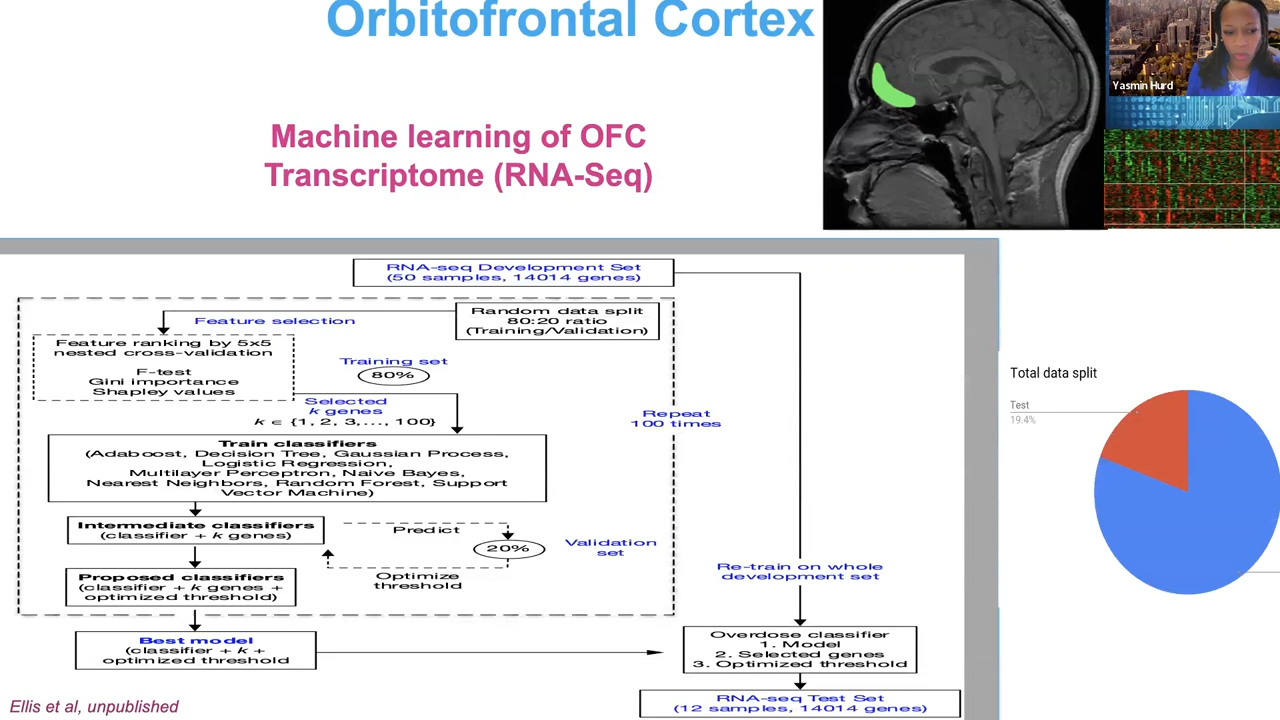 Orbitofrontal Cortex
Yasmin Hurd
Machine learning of OFC
Transcriptome (RNA-Seq)
RNA-seq Development Set
(50 samples, 14014 genes)
Random data split
80:20 ratio
(Training/Validation)
Feature selection
Feature ranking by 5x5
nested cross-validation
F-test
Gini importance
Shapley values
Training set
80%
Selected
k genes
k ∈ {1, 2, 3,..., 100}
Repeat
100 times
Train classifiers
(Adaboost, Decision Tree, Gaussian Process,
Logistic Regression,
Multilayer Perceptron, Naive Bayes,
Nearest Neighbors, Random Forest, Support
Vector Machine)
Intermediate classifiers
(classifier + k genes)
Predict
20%
Validation
set
Optimize
threshold
Proposed classifiers
(classifier + k genes +
optimized threshold)
Re-train on whole
development set
Best model
(classifier + k +
optimized threshold
Overdose classifier
1. Model
2. Selected genes
3. Optimized threshold
RNA-seq Test Set
(12 samples, 14014 genes)
Total data split
Test
19.4%
Ellis et al, unpublished